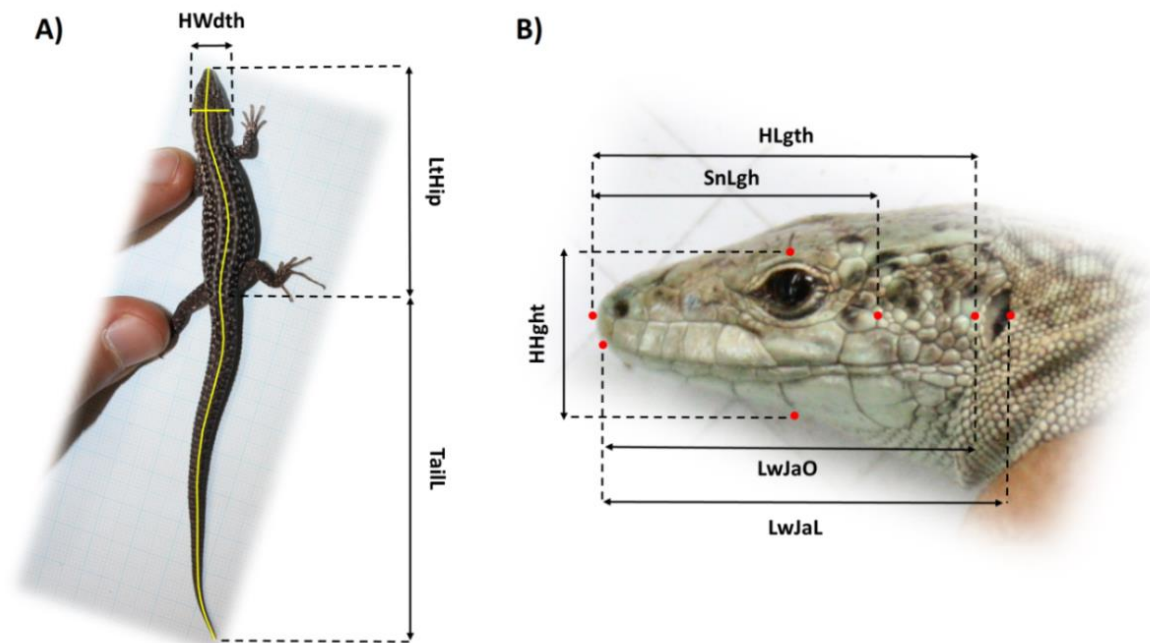 A)
HWdth
LtHip
TailL
B)
HLgth
SnLgh
HHght
LwJaO
LwJaL